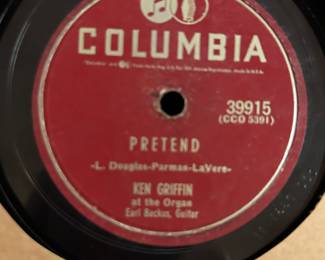 COLUMBIA
39915
(CCO 5391)
PRETEND
-L. Douglas-Parman-LaVere-
KEN GRIFFIN
at the Organ
Earl Backus, Guitar